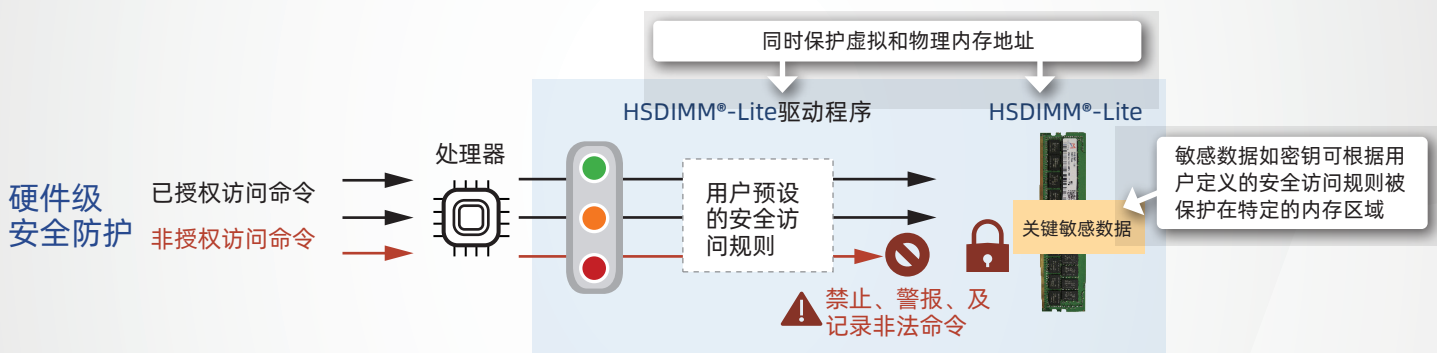 同时保护虚拟和物理内存地址
HSDIMM®-Lite驱动程序
HSDIMM®-Lite
处理器
硬件级
安全防护
已授权访问命令
非授权访问命令
用户预设
的安全访
问规则
关键敏感数据
敏感数据如密钥可根据用
户定义的安全访问规则被
保护在特定的内存区域
禁止、警报、及
记录非法命令